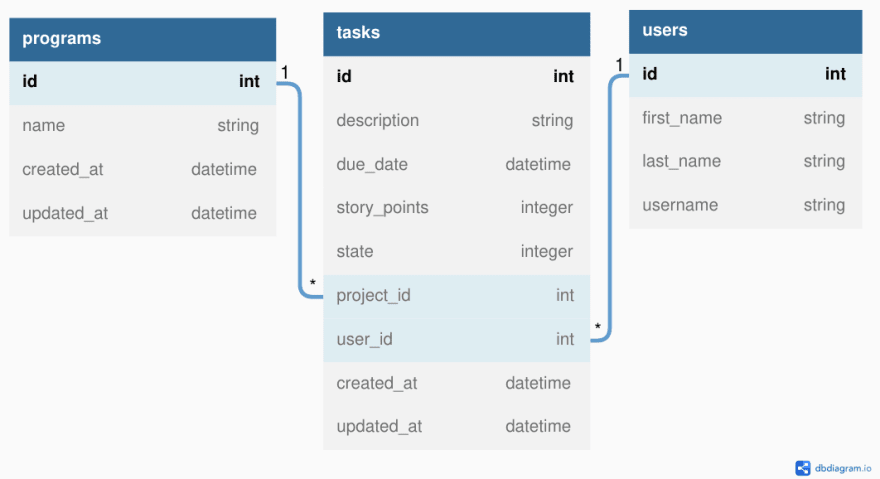 programs
id int
name string
created_at datetime
updated_at datetime
1
*
tasks
id int
description string
due_date datetime
story_points integer
state integer
project_id int
user_id int
created_at datetime
updated_at datetime
1
*
users
id int
first_name string
last_name string
username string
dbdiagram.io